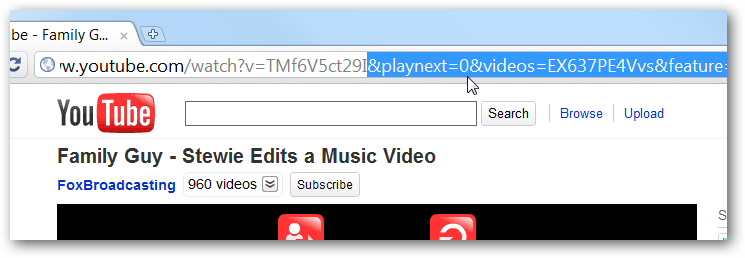 be - Family G...
w.youtube.com/watch?v=TMf6V5ct29I&playnext=0&videos=EX637PE4Vvs&feature=
YouTube Search Browse Upload
Family Guy - Stewie Edits a Music Video
FoxBroadcasting 960 videos Subscribe
S